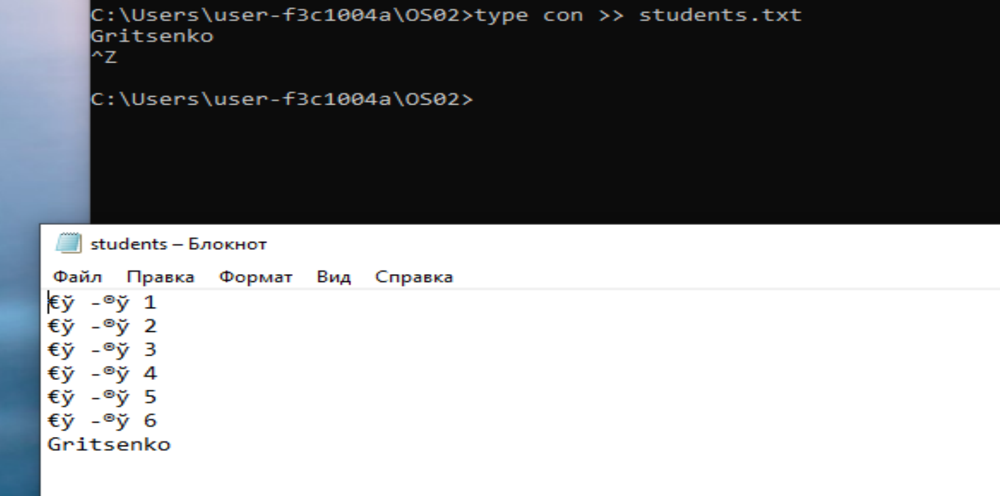 C:\Users\user-f3c1004a\OS02>type con >> students.txt
Gritsenko
^Z
C:\Users\user-f3c1004a\OS02>
students – Блокнот
Файл Правка Формат Вид Справка
€ў -®ў 1
€ў -®ў 2
€ў -®ў 3
€ў -®ў 4
€ў -®ў 5
€ў -®ў 6
Gritsenko